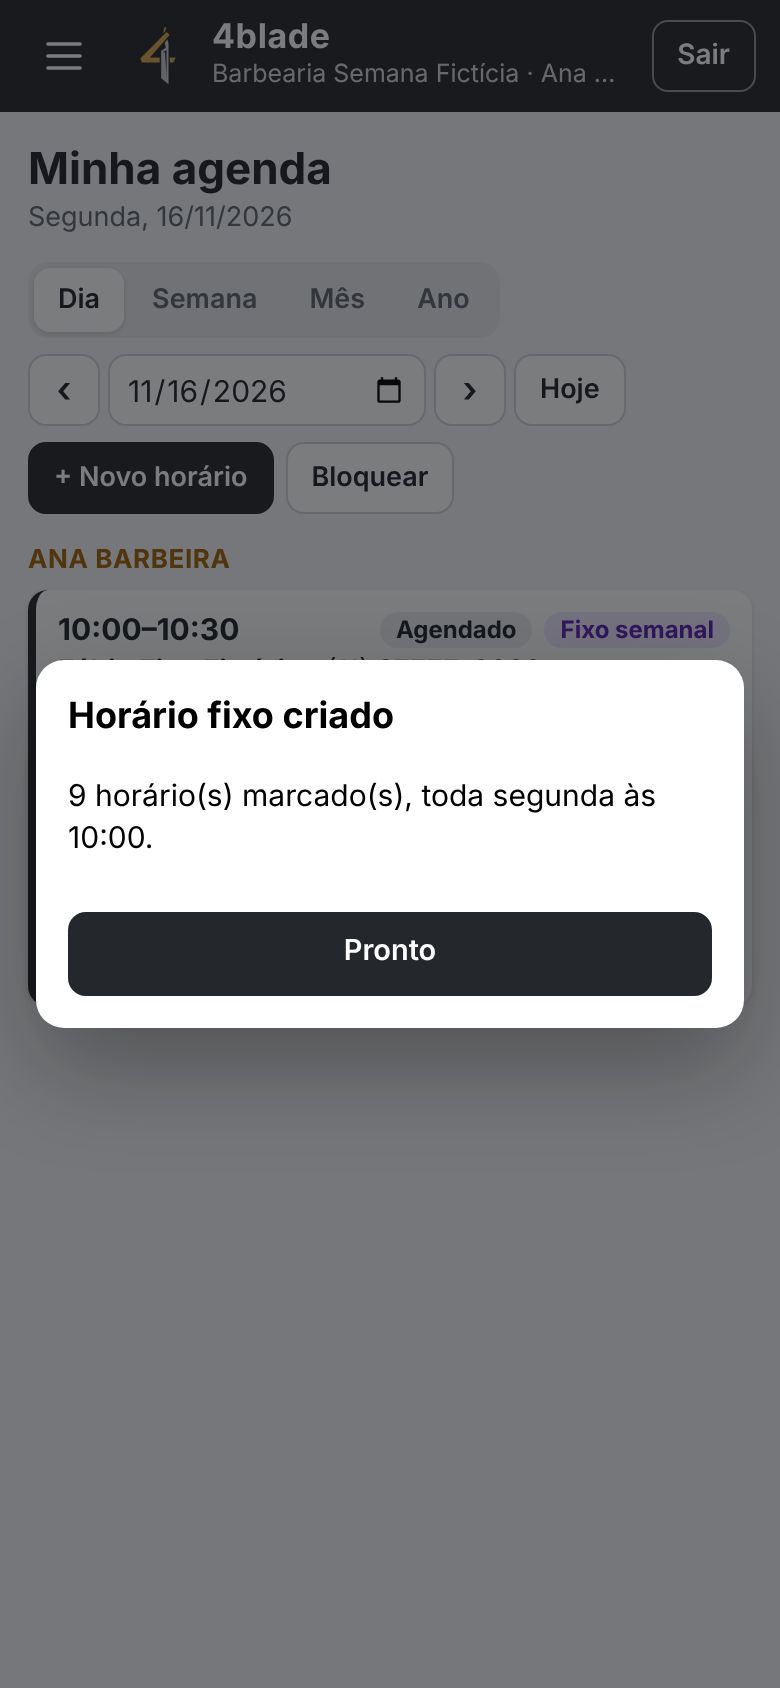 4blade
Barbearia Semana Fictícia · Ana ...
Sair
Minha agenda
Segunda, 16/11/2026
Dia
Semana
Mês
Ano
‹
11/16/2026
›
Hoje
+ Novo horário
Bloquear
ANA BARBEIRA
10:00–10:30
Agendado
Fixo semanal
Horário fixo criado
9 horário(s) marcado(s), toda segunda às
10:00.
Pronto